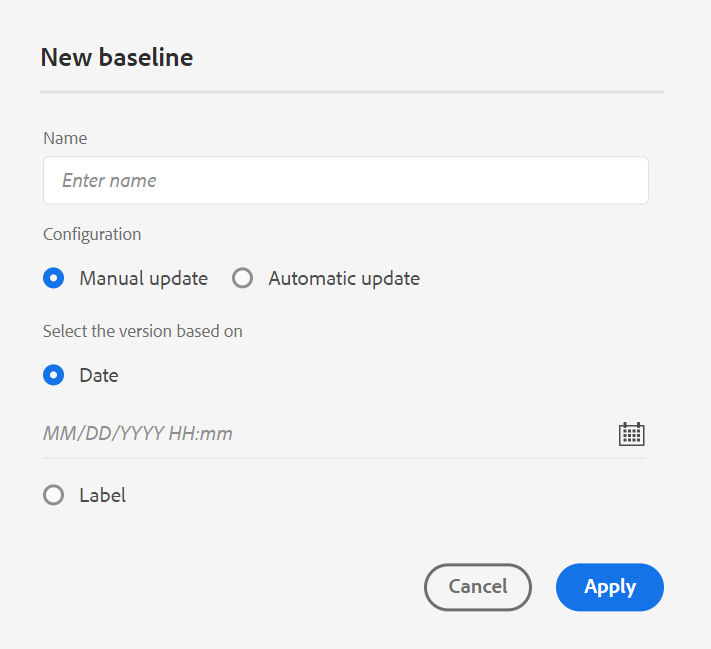 New baseline
Name
Enter name
Configuration
Manual update Automatic update
Select the version based on
Date
MM/DD/YYYY HH:mm
Label
Cancel Apply